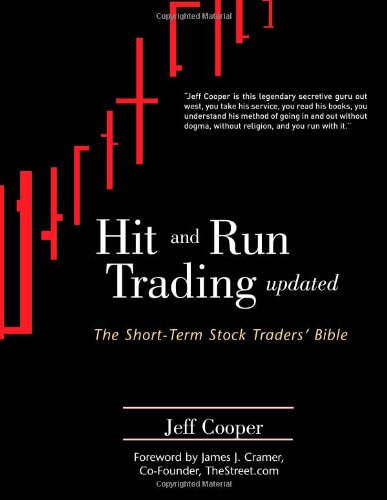 "Jeff Cooper is this legendary secretive guru out
west, you take his service, you read his books, you
understand his method of going in and out without
dogma, without religion, and you run with it."
Hit and Run
Trading updated
The Short-Term Stock Traders' Bible
Jeff Cooper
Foreword by James J. Cramer,
Co-Founder, TheStreet.com